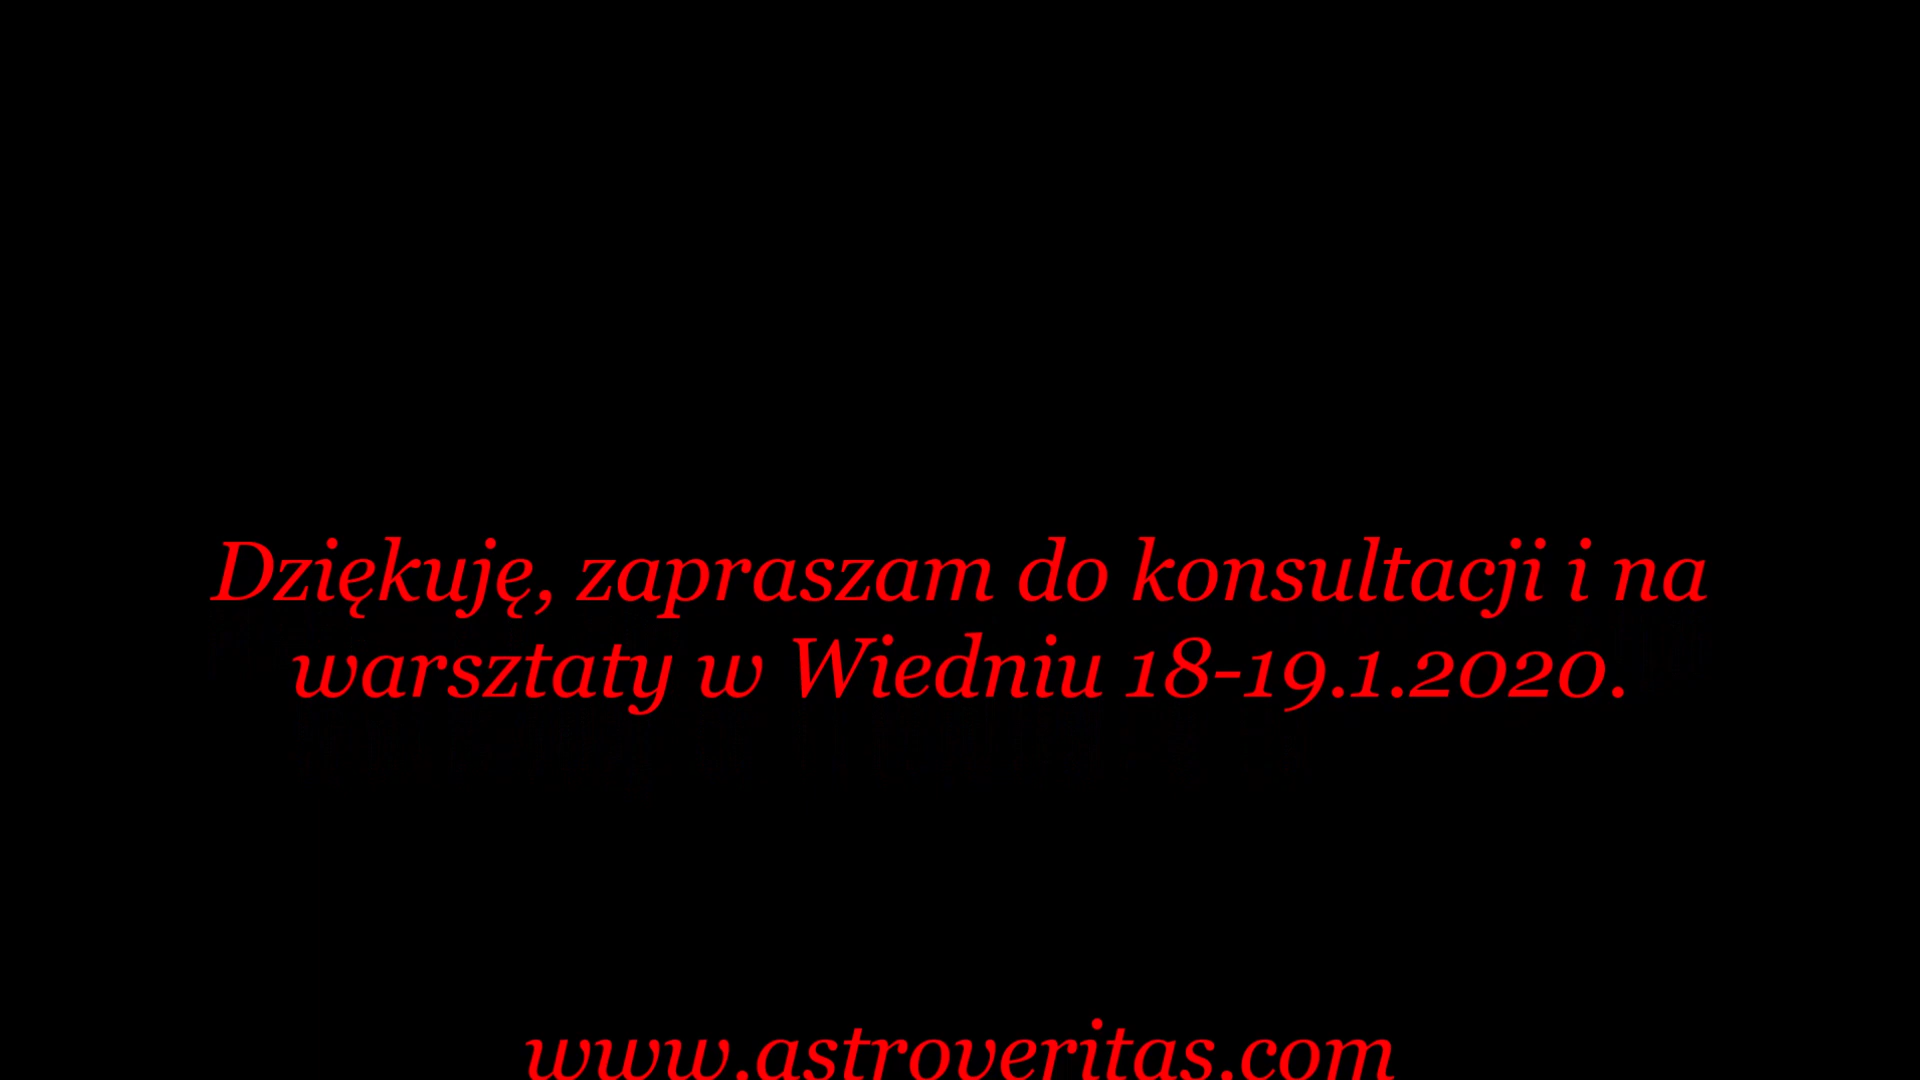 Dziękuję, zapraszam do konsultacji i na
warsztaty w Wiedniu 18-19.1.2020.
www.astroveritas.com